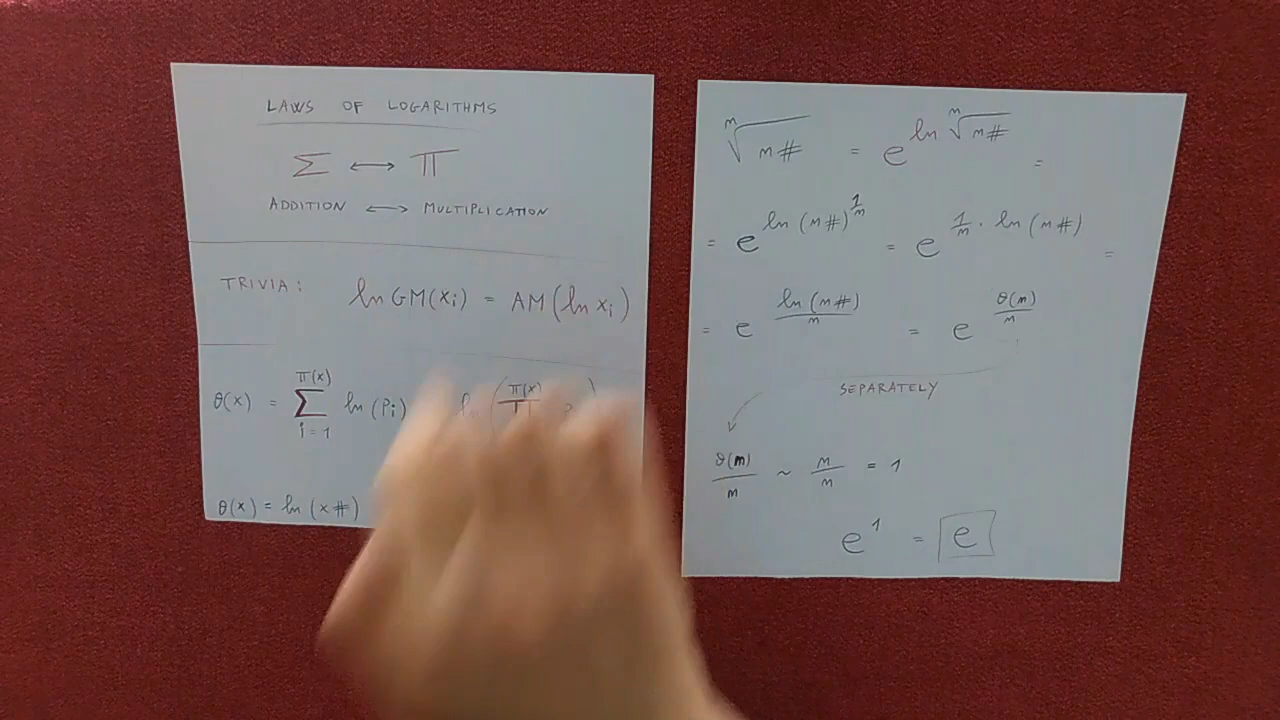 LAWS OF LOGARITHMS
Σ ↔ Π
ADDITION ↔ MULTIPLICATION
TRIVIA: ln GM(xᵢ) = AM(ln xᵢ)
θ(x) = Σ π(x) i=1 ln(pᵢ) ln ( π(x) Π )
θ(x) = ln(x#)
ⁿ√n# = e^(ln ⁿ√n#) =
= e^(ln(n#)^(1/n)) = e^(1/n · ln(n#)) =
= e^(ln(n#)/n) = e^(θ(n)/n)
SEPARATELY
θ(n)/n ~ n/n = 1
e¹ = e